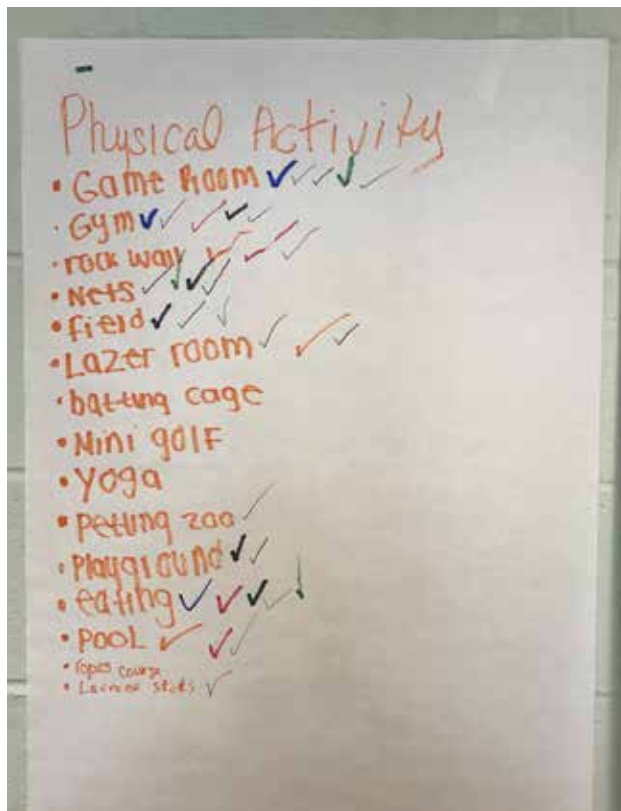 Physical Activity
• Game Room ✓ ✓ ✓ ✓ ✓
• Gym ✓ ✓ ✓ ✓ ✓
• rock wall ✓ ✓ ✓
• Nets ✓ ✓ ✓ ✓
• field ✓ ✓ ✓
• Lazer room ✓ ✓ ✓
• batting cage
• Mini golf
• Yoga
• Petting zoo ✓
• Playground ✓ ✓
• eating ✓ ✓ ✓ ✓ ✓
• POOL ✓ ✓ ✓
• ropes course
• Lacrosse ✓